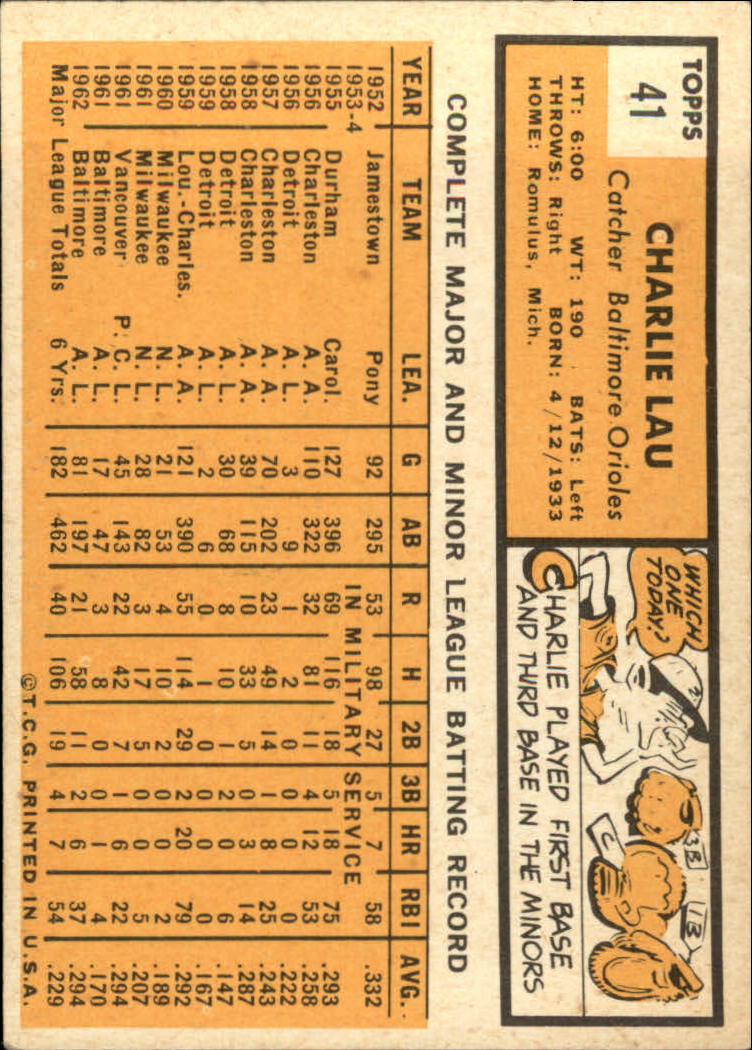 TOPPS
41
CHARLIE LAU
Catcher Baltimore Orioles
HT: 6:00 WT: 190 BATS: Left
THROWS: Right BORN: 4/12/1933
HOME: Romulus, Mich.
WHICH
ONE
TODAY?
3B
1B
C
CHARLIE PLAYED FIRST BASE
AND THIRD BASE IN THE MINORS
COMPLETE MAJOR AND MINOR LEAGUE BATTING RECORD
YEAR TEAM LEA. G AB R H 2B 3B HR RBI AVG.
1952 Jamestown Pony 92 295 53 98 27 5 7 58 .332
1953-4 IN MILITARY SERVICE
1955 Durham Carol. 127 396 69 116 18 5 18 75 .293
1956 Charleston A. A. 110 322 32 81 11 4 12 53 .258
1956 Detroit A. L. 3 9 1 2 0 0 0 0 .222
1957 Charleston A. A. 70 202 23 49 14 1 8 25 .243
1958 Charleston A. A. 39 115 10 33 5 0 3 14 .287
1958 Detroit A. L. 30 68 8 10 1 2 0 6 .147
1959 Detroit A. L. 2 6 0 1 0 0 0 0 .167
1959 Lou.-Charles. A. A. 121 390 55 114 29 2 20 79 .292
1960 Milwaukee N. L. 21 53 4 10 2 0 0 2 .189
1961 Milwaukee N. L. 28 82 3 17 5 0 0 5 .207
1961 Vancouver P. C. L. 45 143 22 42 7 1 6 22 .294
1961 Baltimore A. L. 17 47 3 8 0 0 1 4 .170
1962 Baltimore A. L. 81 197 21 58 11 2 6 37 .294
Major League Totals 6 Yrs. 182 462 40 106 19 4 7 54 .229
©T.C.G. PRINTED IN U.S.A.